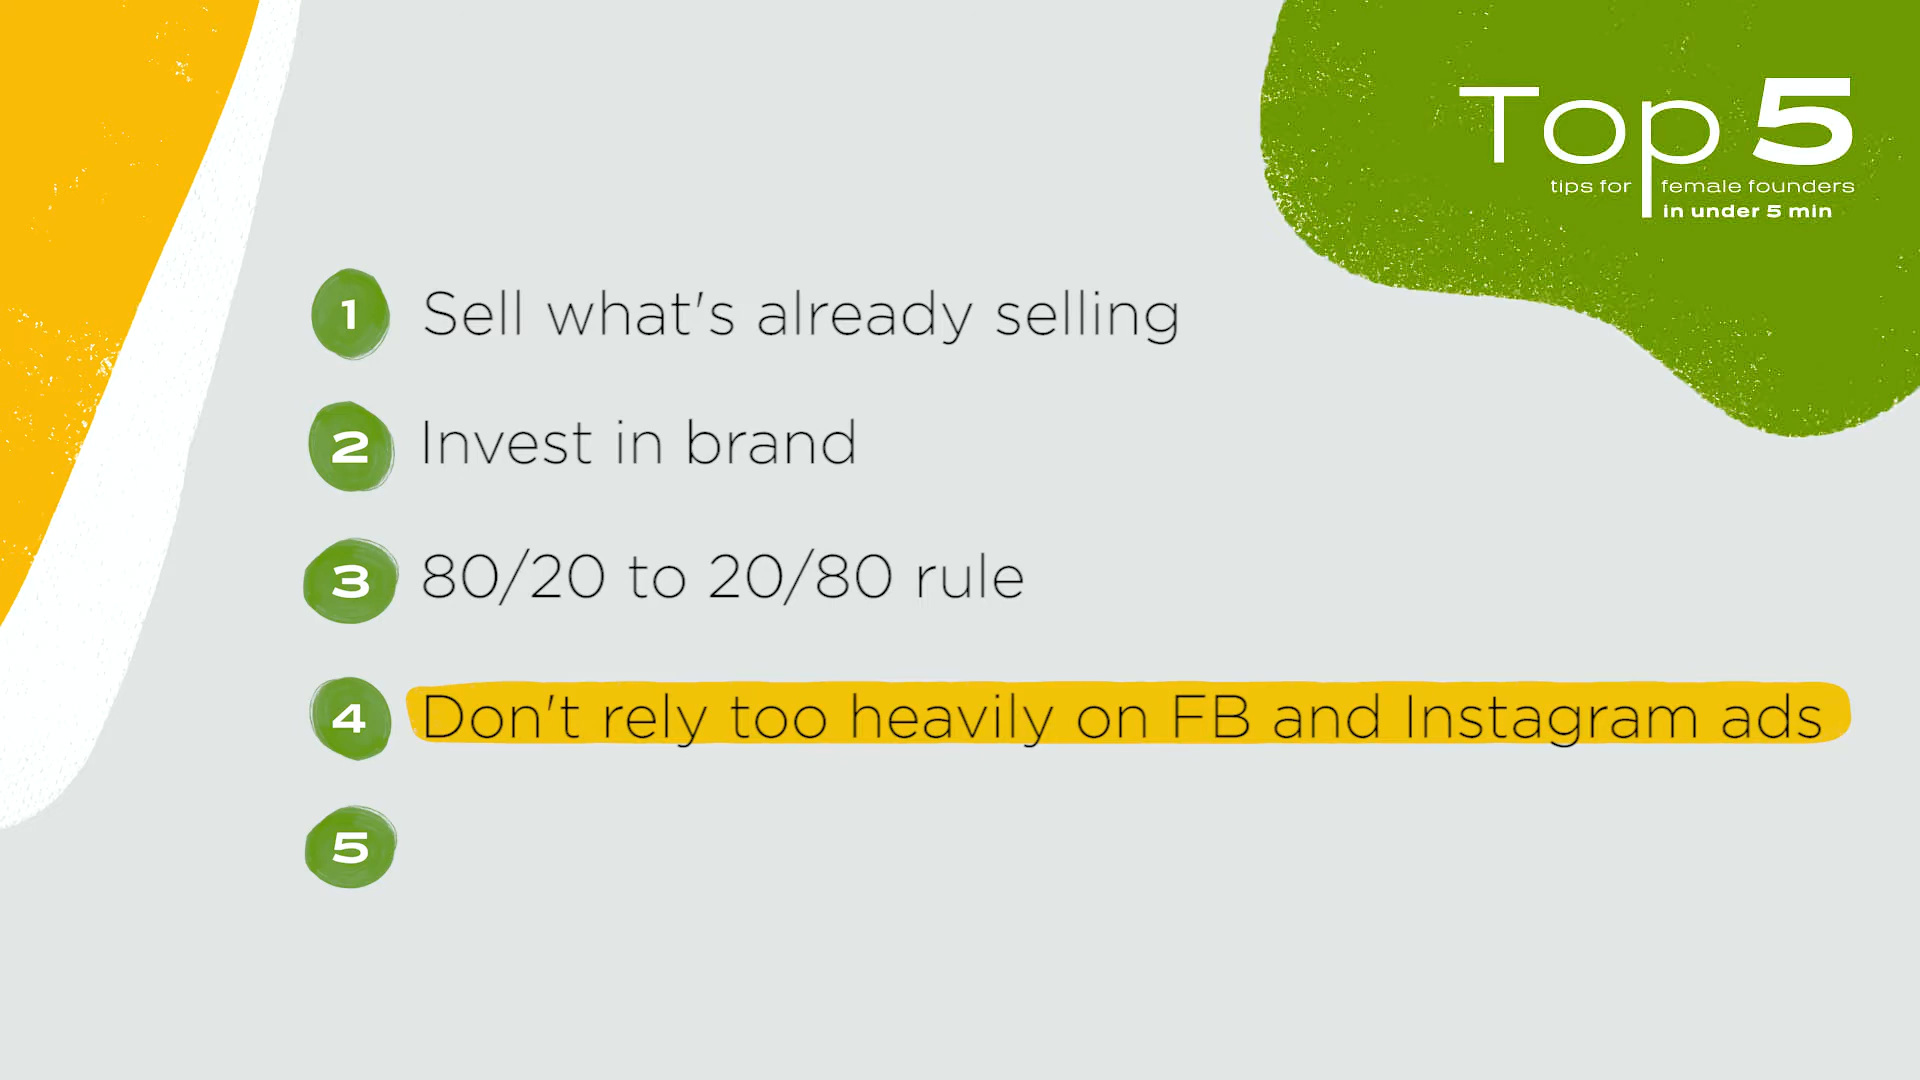 Top 5
tips for female founders
in under 5 min
1 Sell what's already selling
2 Invest in brand
3 80/20 to 20/80 rule
4 Don't rely too heavily on FB and Instagram ads
5